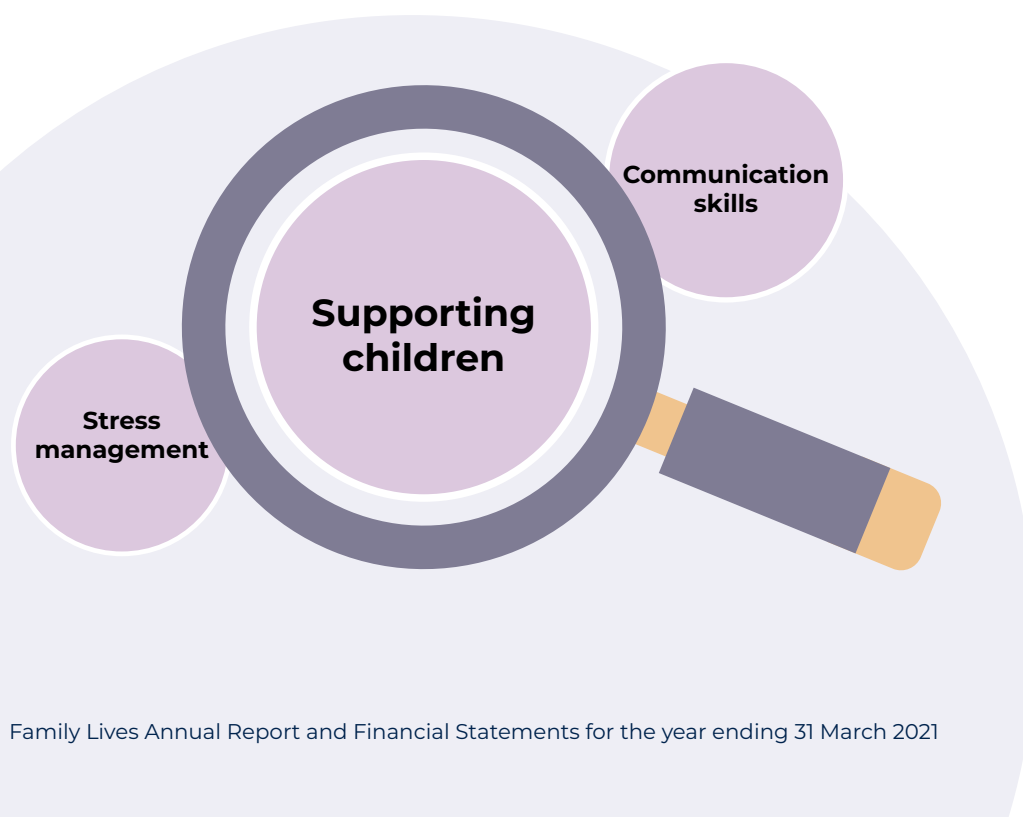 Communication
skills
Supporting
children
Stress
management
Family Lives Annual Report and Financial Statements for the year ending 31 March 2021